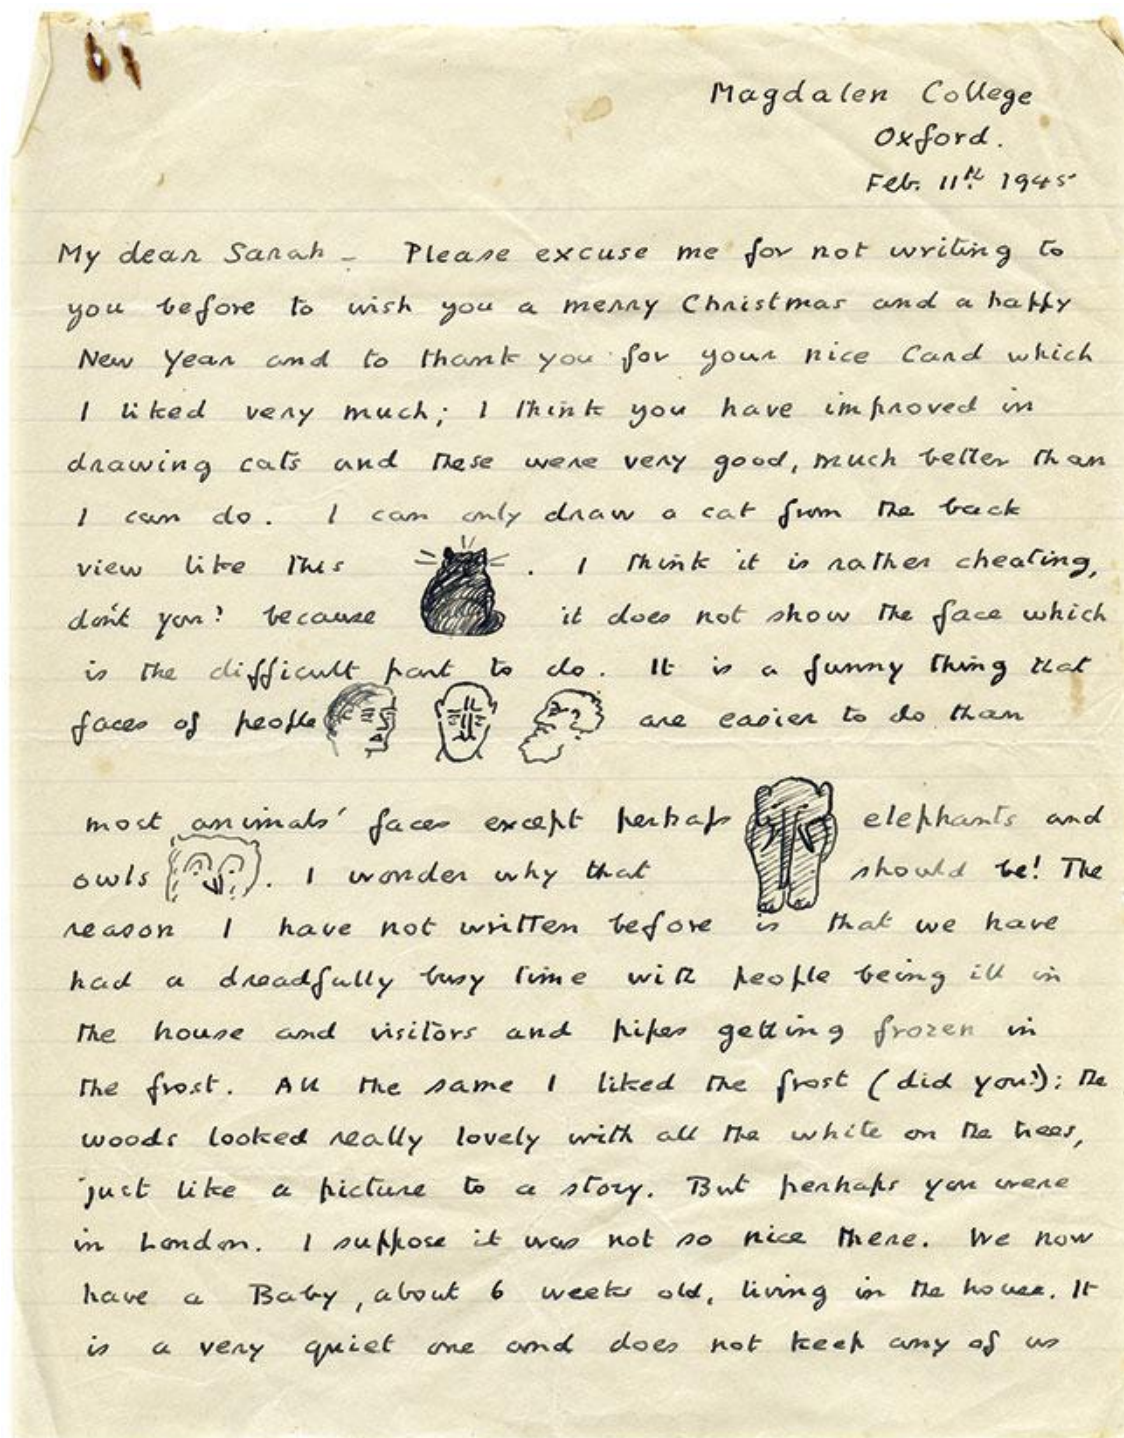 Magdalen College
Oxford.
Feb. 11th 1945
My dear Sarah - Please excuse me for not writing to
you before to wish you a merry Christmas and a happy
New Year and to thank you for your nice card which
I liked very much; I think you have improved in
drawing cats and these were very good, much better than
I can do. I can only draw a cat from the back
view like this . I think it is rather cheating,
don't you? because it does not show the face which
is the difficult part to do. It is a funny thing that
faces of people are easier to do than
most animals' faces except perhaps elephants and
owls . I wonder why that should be! The
reason I have not written before is that we have
had a dreadfully busy time with people being ill in
the house and visitors and pipes getting frozen in
the frost. All the same I liked the frost (did you?): the
woods looked really lovely with all the white on the trees,
just like a picture to a story. But perhaps you were
in London. I suppose it was not so nice there. We now
have a Baby, about 6 weeks old, living in the house. It
is a very quiet one and does not keep any of us